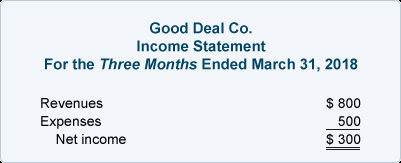 Good Deal Co.
Income Statement
For the Three Months Ended March 31, 2018
Revenues $ 800
Expenses 500
Net income $ 300